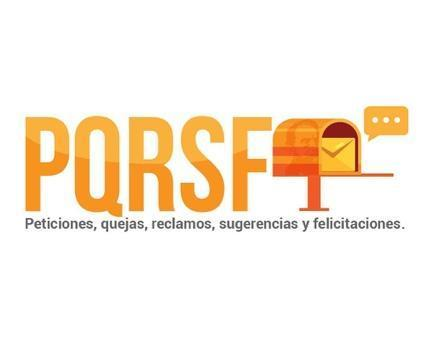 PQRSF
Peticiones, quejas, reclamos, sugerencias y felicitaciones.